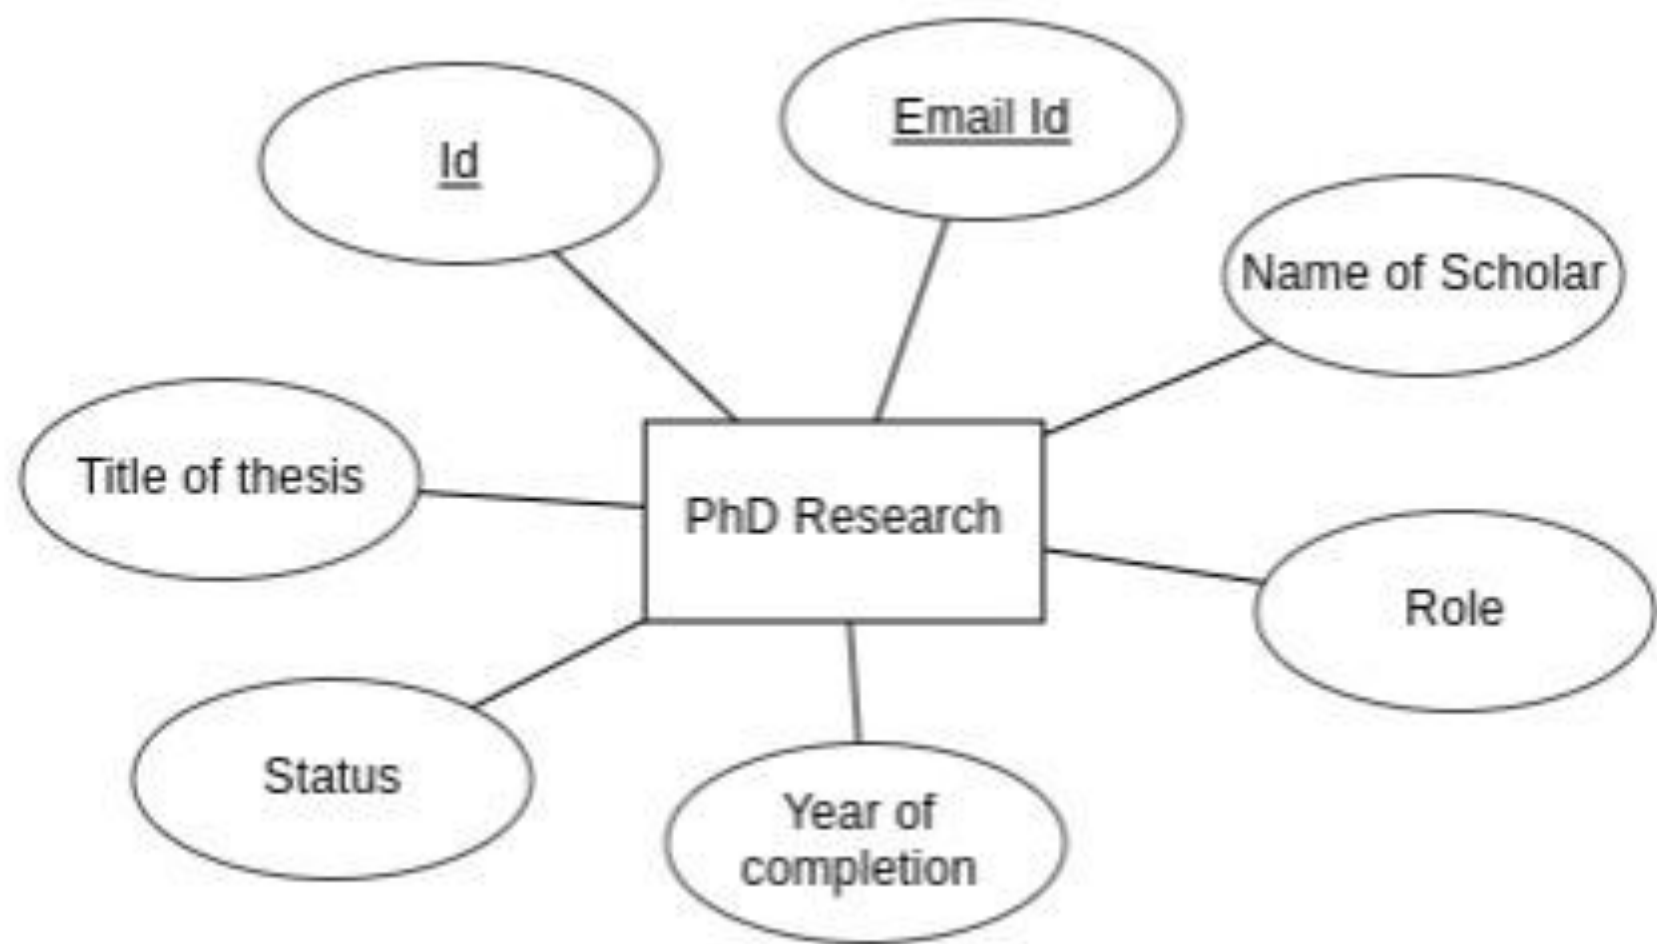 Id
Email Id
Name of Scholar
Title of thesis
PhD Research
Role
Status
Year of
completion